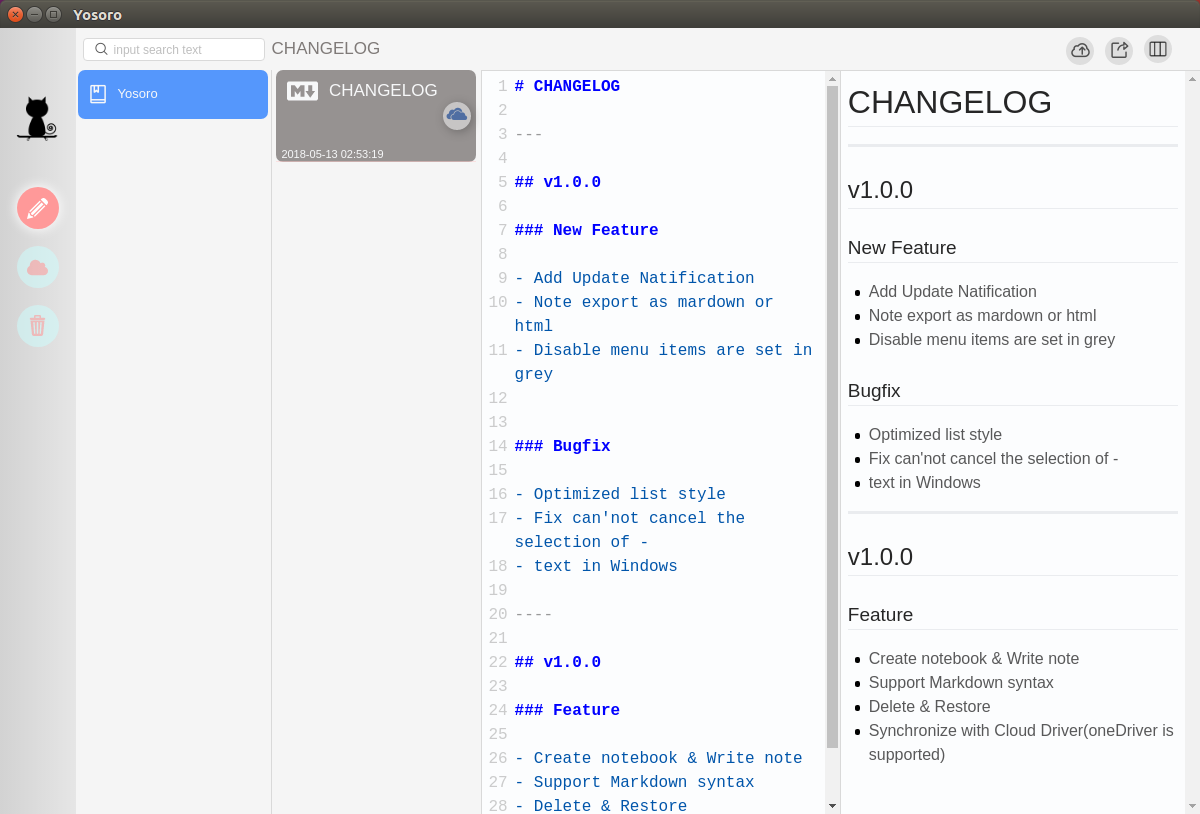 Yosoro
input search text
CHANGELOG
Yosoro
CHANGELOG
2018-05-13 02:53:19
1 # CHANGELOG
2
3 ---
4
5 ## v1.0.0
6
7 ### New Feature
8
9 - Add Update Natification
10 - Note export as mardown or
html
11 - Disable menu items are set in
grey
12
13
14 ### Bugfix
15
16 - Optimized list style
17 - Fix can'not cancel the
selection of -
18 - text in Windows
19
20 ----
21
22 ## v1.0.0
23
24 ### Feature
25
26 - Create notebook & Write note
27 - Support Markdown syntax
28 - Delete & Restore
CHANGELOG
v1.0.0
New Feature
Add Update Natification
Note export as mardown or html
Disable menu items are set in grey
Bugfix
Optimized list style
Fix can'not cancel the selection of -
text in Windows
v1.0.0
Feature
Create notebook & Write note
Support Markdown syntax
Delete & Restore
Synchronize with Cloud Driver(oneDriver is
supported)